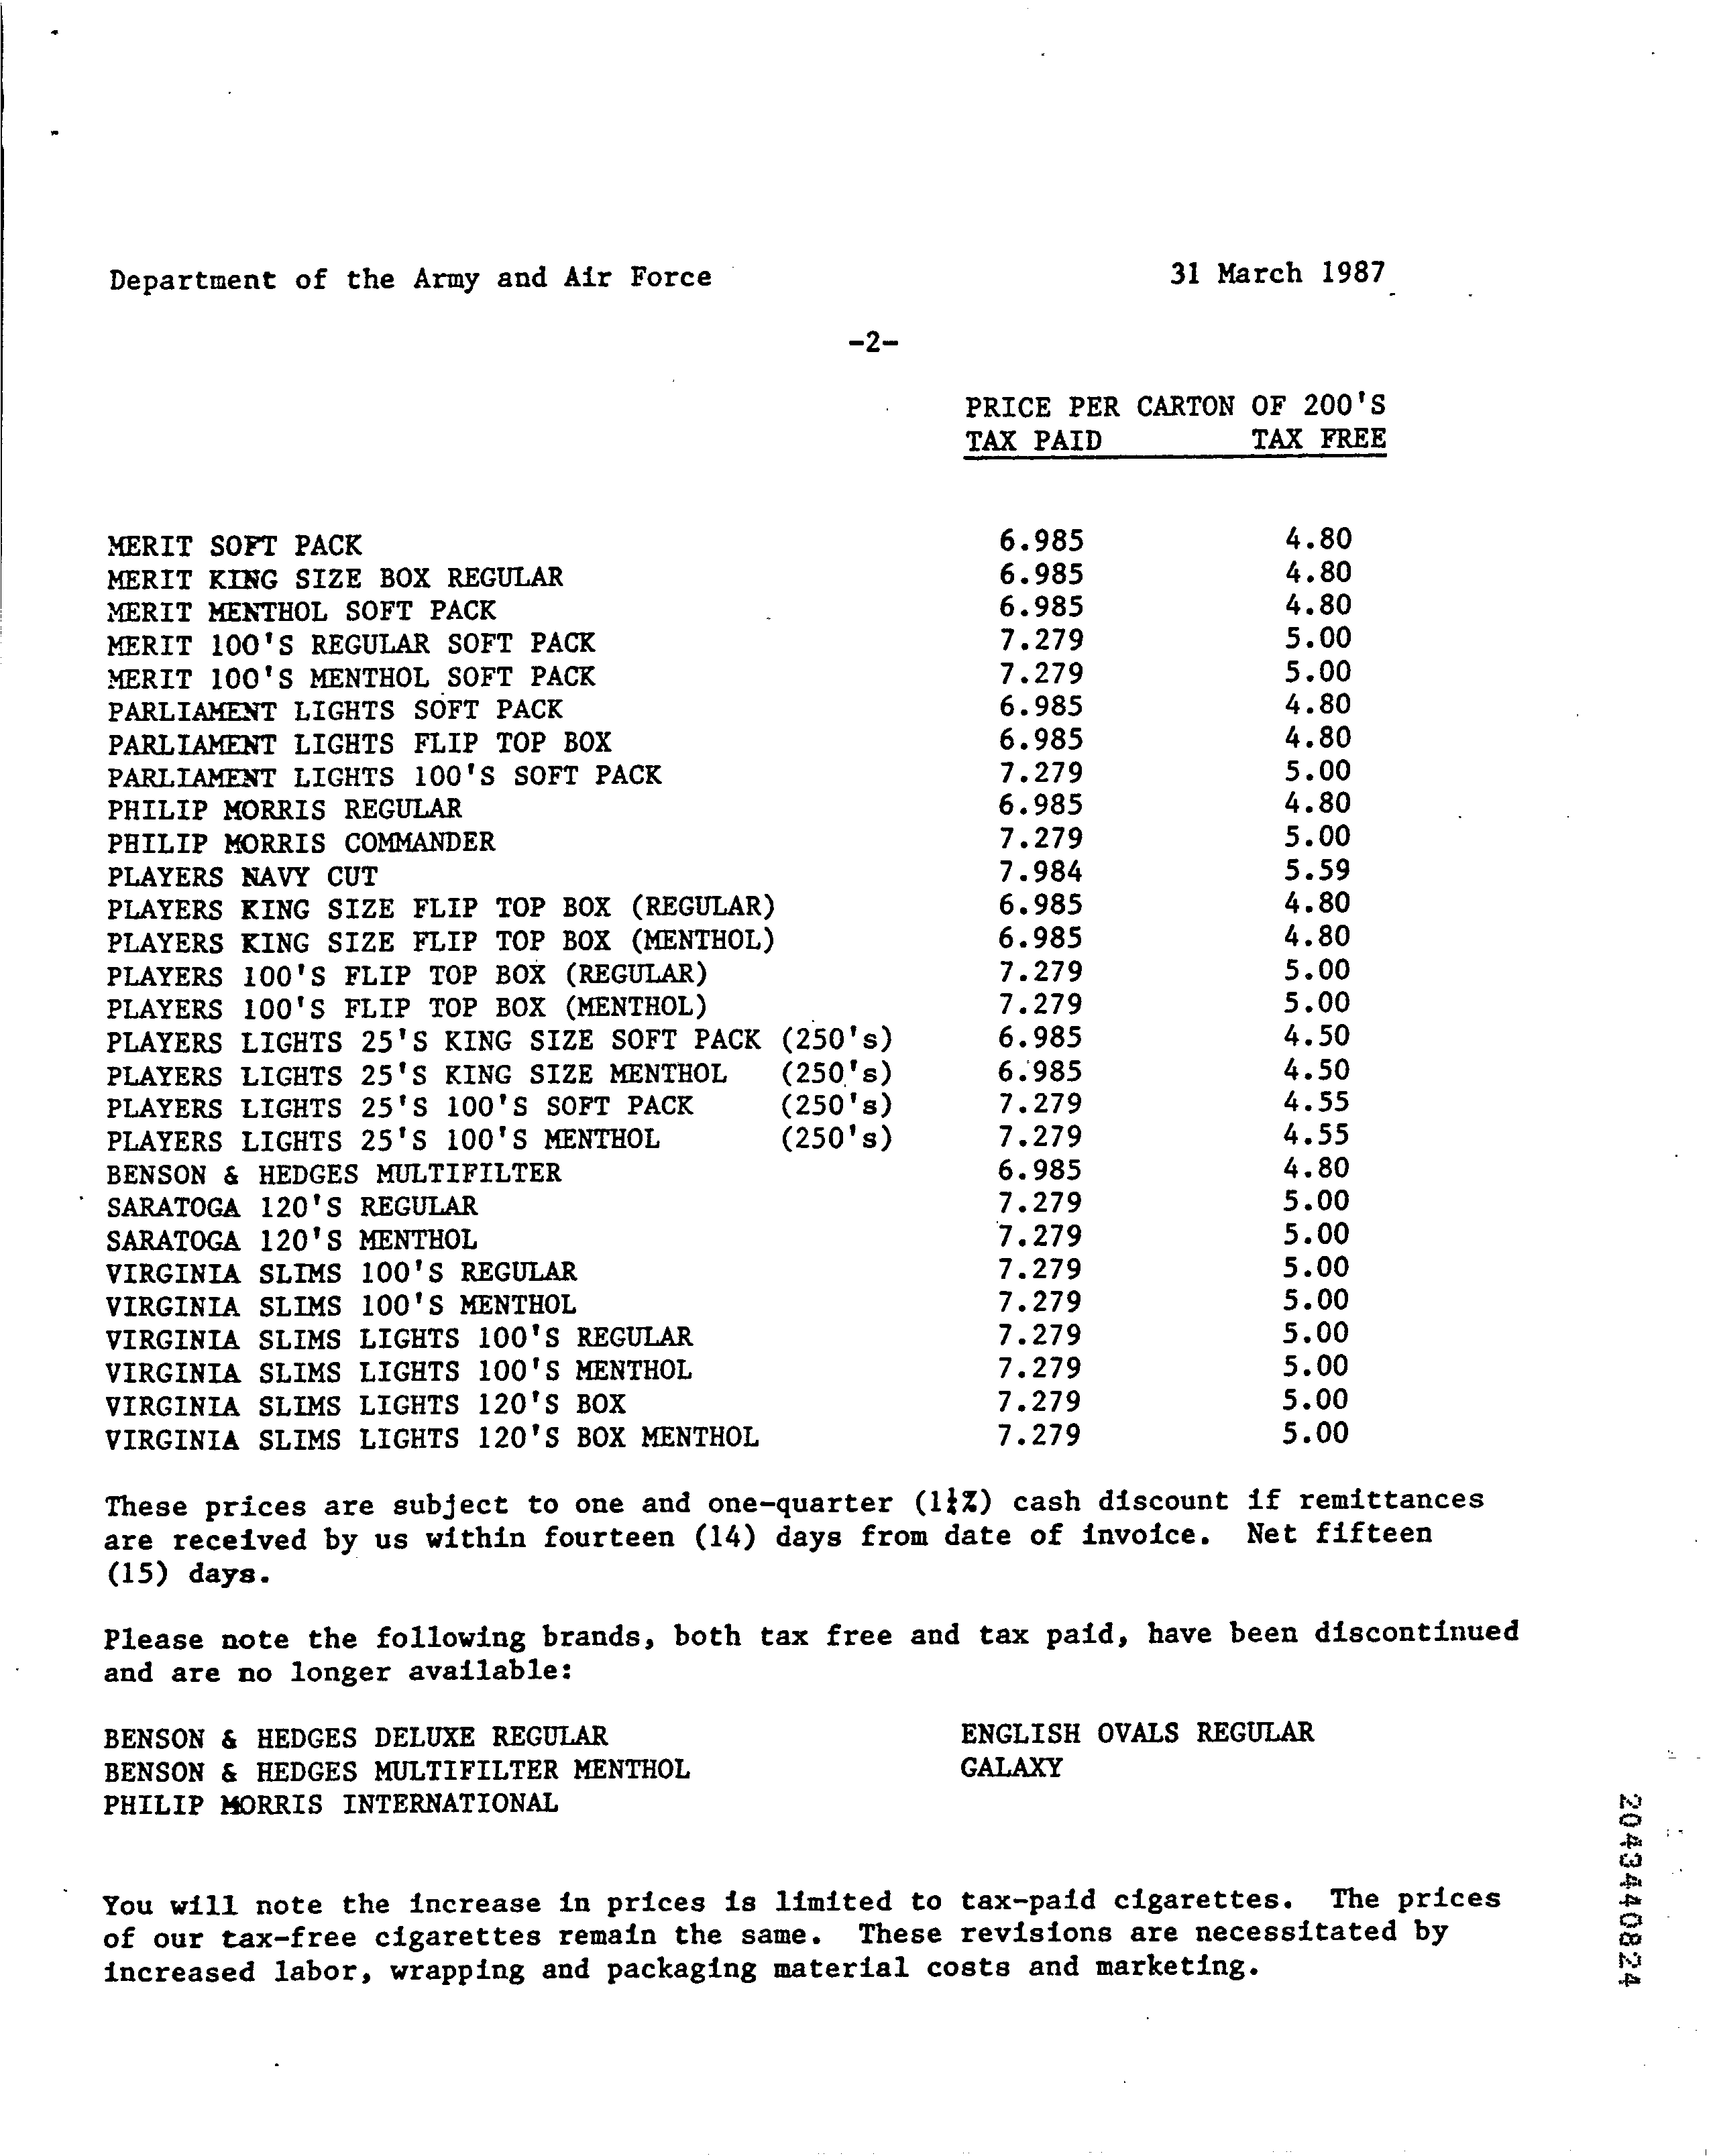 Department of the Army and Air Force 31 March 1987
-2-
PRICE PER CARTON OF 200'S
TAX PAID TAX FREE
MERIT SOFT PACK 6.985 4.80
MERIT KING SIZE BOX REGULAR 6.985 4.80
MERIT MENTHOL SOFT PACK 6.985 4.80
MERIT 100'S REGULAR SOFT PACK 7.279 5.00
MERIT 100'S MENTHOL SOFT PACK 7.279 5.00
PARLIAMENT LIGHTS SOFT PACK 6.985 4.80
PARLIAMENT LIGHTS FLIP TOP BOX 6.985 4.80
PARLIAMENT LIGHTS 100'S SOFT PACK 7.279 5.00
PHILIP MORRIS REGULAR 6.985 4.80
PHILIP MORRIS COMMANDER 7.279 5.00
PLAYERS NAVY CUT 7.984 5.59
PLAYERS KING SIZE FLIP TOP BOX (REGULAR) 6.985 4.80
PLAYERS KING SIZE FLIP TOP BOX (MENTHOL) 6.985 4.80
PLAYERS 100'S FLIP TOP BOX (REGULAR) 7.279 5.00
PLAYERS 100'S FLIP TOP BOX (MENTHOL) 7.279 5.00
PLAYERS LIGHTS 25'S KING SIZE SOFT PACK (250's) 6.985 4.50
PLAYERS LIGHTS 25'S KING SIZE MENTHOL (250's) 6.985 4.50
PLAYERS LIGHTS 25'S 100'S SOFT PACK (250's) 7.279 4.55
PLAYERS LIGHTS 25'S 100'S MENTHOL (250's) 7.279 4.55
BENSON & HEDGES MULTIFILTER 6.985 4.80
SARATOGA 120'S REGULAR 7.279 5.00
SARATOGA 120'S MENTHOL 7.279 5.00
VIRGINIA SLIMS 100'S REGULAR 7.279 5.00
VIRGINIA SLIMS 100'S MENTHOL 7.279 5.00
VIRGINIA SLIMS LIGHTS 100'S REGULAR 7.279 5.00
VIRGINIA SLIMS LIGHTS 100'S MENTHOL 7.279 5.00
VIRGINIA SLIMS LIGHTS 120'S BOX 7.279 5.00
VIRGINIA SLIMS LIGHTS 120'S BOX MENTHOL 7.279 5.00
These prices are subject to one and one-quarter (1¼%) cash discount if remittances
are received by us within fourteen (14) days from date of invoice. Net fifteen
(15) days.
Please note the following brands, both tax free and tax paid, have been discontinued
and are no longer available:
BENSON & HEDGES DELUXE REGULAR ENGLISH OVALS REGULAR
BENSON & HEDGES MULTIFILTER MENTHOL GALAXY
PHILIP MORRIS INTERNATIONAL
You will note the increase in prices is limited to tax-paid cigarettes. The prices
of our tax-free cigarettes remain the same. These revisions are necessitated by
increased labor, wrapping and packaging material costs and marketing.
2043440824